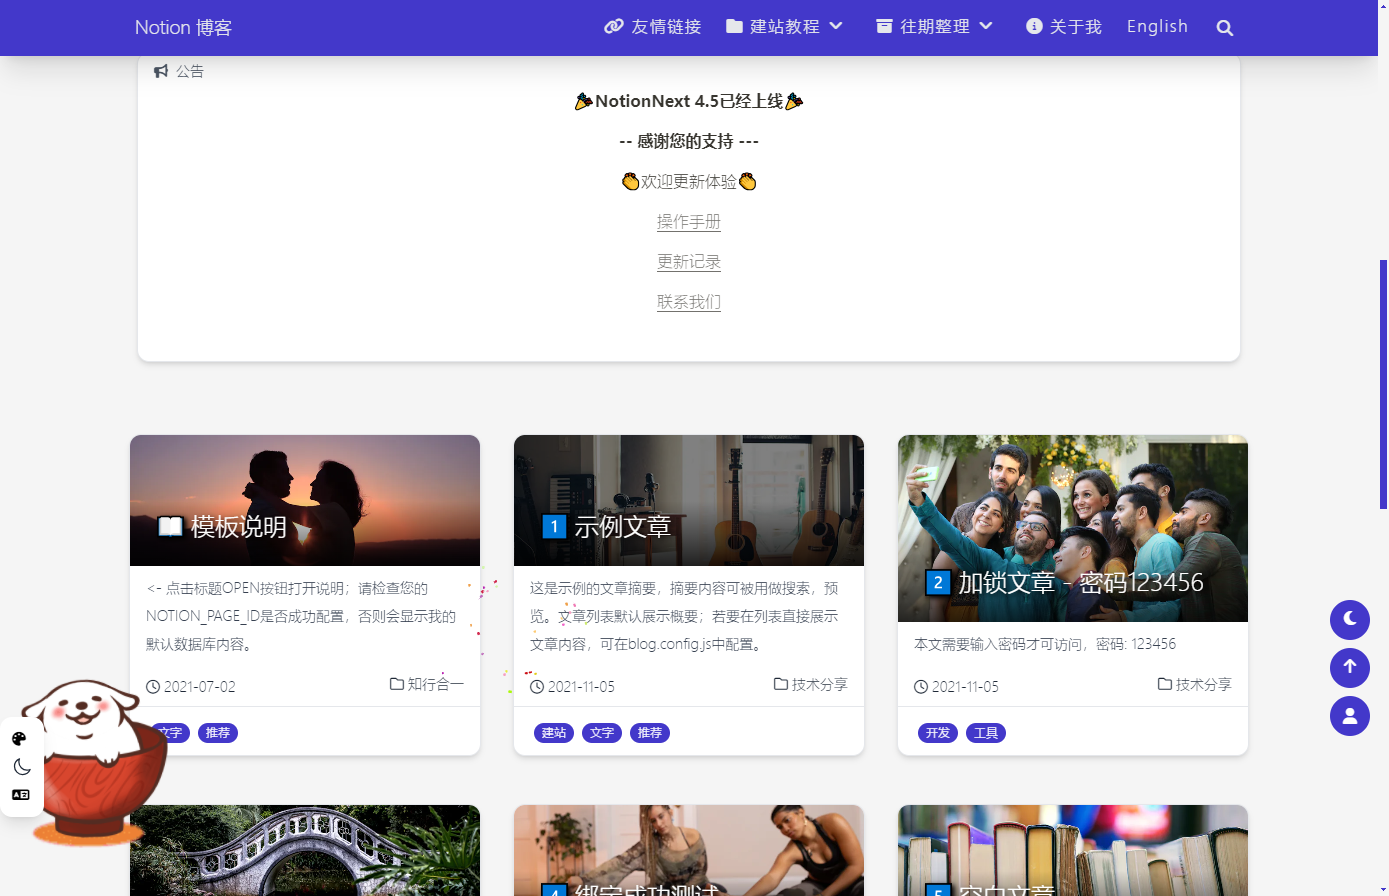 Notion 博客
友情链接 建站教程 往期整理 关于我 English
公告
NotionNext 4.5已经上线
-- 感谢您的支持 ---
欢迎更新体验
操作手册
更新记录
联系我们
模板说明
<- 点击标题OPEN按钮打开说明；请检查您的
NOTION_PAGE_ID是否成功配置，否则会显示我的
默认数据库内容。
2021-07-02 知行合一
文字 推荐
1 示例文章
这是示例的文章摘要，摘要内容可被用做搜索，预
览。文章列表默认展示概要；若要在列表直接展示
文章内容，可在blog.config.js中配置。
2021-11-05 技术分享
建站 文字 推荐
2 加锁文章 - 密码123456
本文需要输入密码才可访问，密码: 123456
2021-11-05 技术分享
开发 工具
4 绑定成功测试
5 空白文章